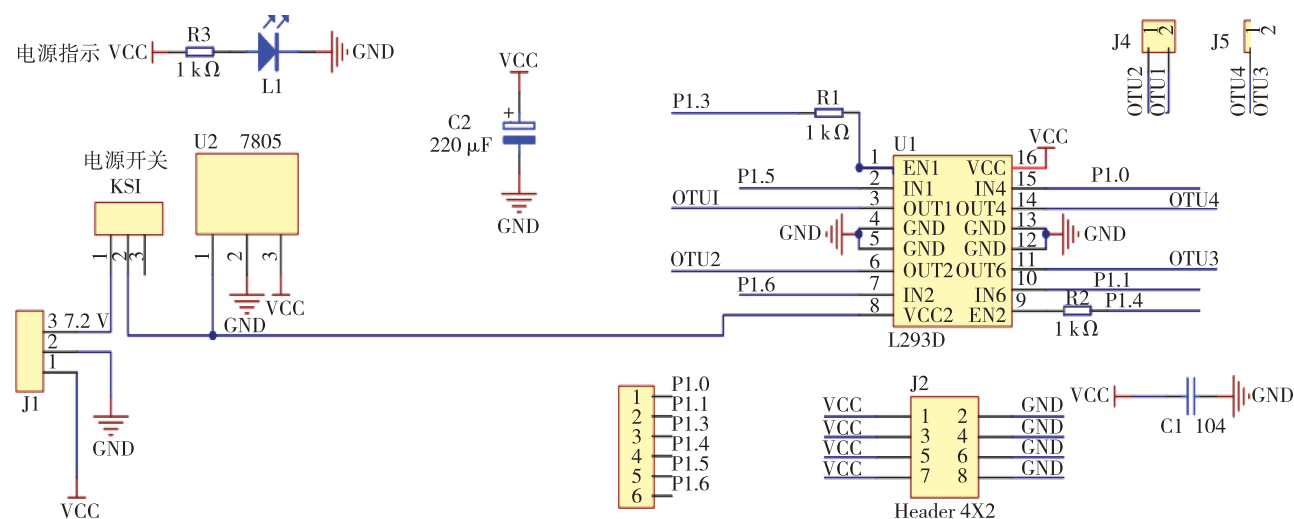 电源指示 VCC R3 1 kΩ L1 GND
VCC
C2 + 220 μF
GND
J4 1 2
OTU2 OTU1
J5 1 2
OTU4 OTU3
电源开关
KSI
1 2 3
U2 7805
1 2 3
GND VCC
J1
3 7.2 V
2
1
GND
VCC
P1.3 R1 1 kΩ
U1
1 EN1 VCC 16 VCC
P1.5 2 IN1 IN4 15 P1.0
OTUI 3 OUT1 OUT4 14 OTU4
GND 4 GND GND 13 GND
5 GND GND 12
OTU2 6 OUT2 OUT6 11 OTU3
P1.6 7 IN2 IN6 10 P1.1
8 VCC2 EN2 9 R2 P1.4
1 kΩ
L293D
1 P1.0
2 P1.1
3 P1.3
4 P1.4
5 P1.5
6 P1.6
J2
VCC 1 2 GND
VCC 3 4 GND
VCC 5 6 GND
VCC 7 8 GND
Header 4X2
VCC C1 104 GND